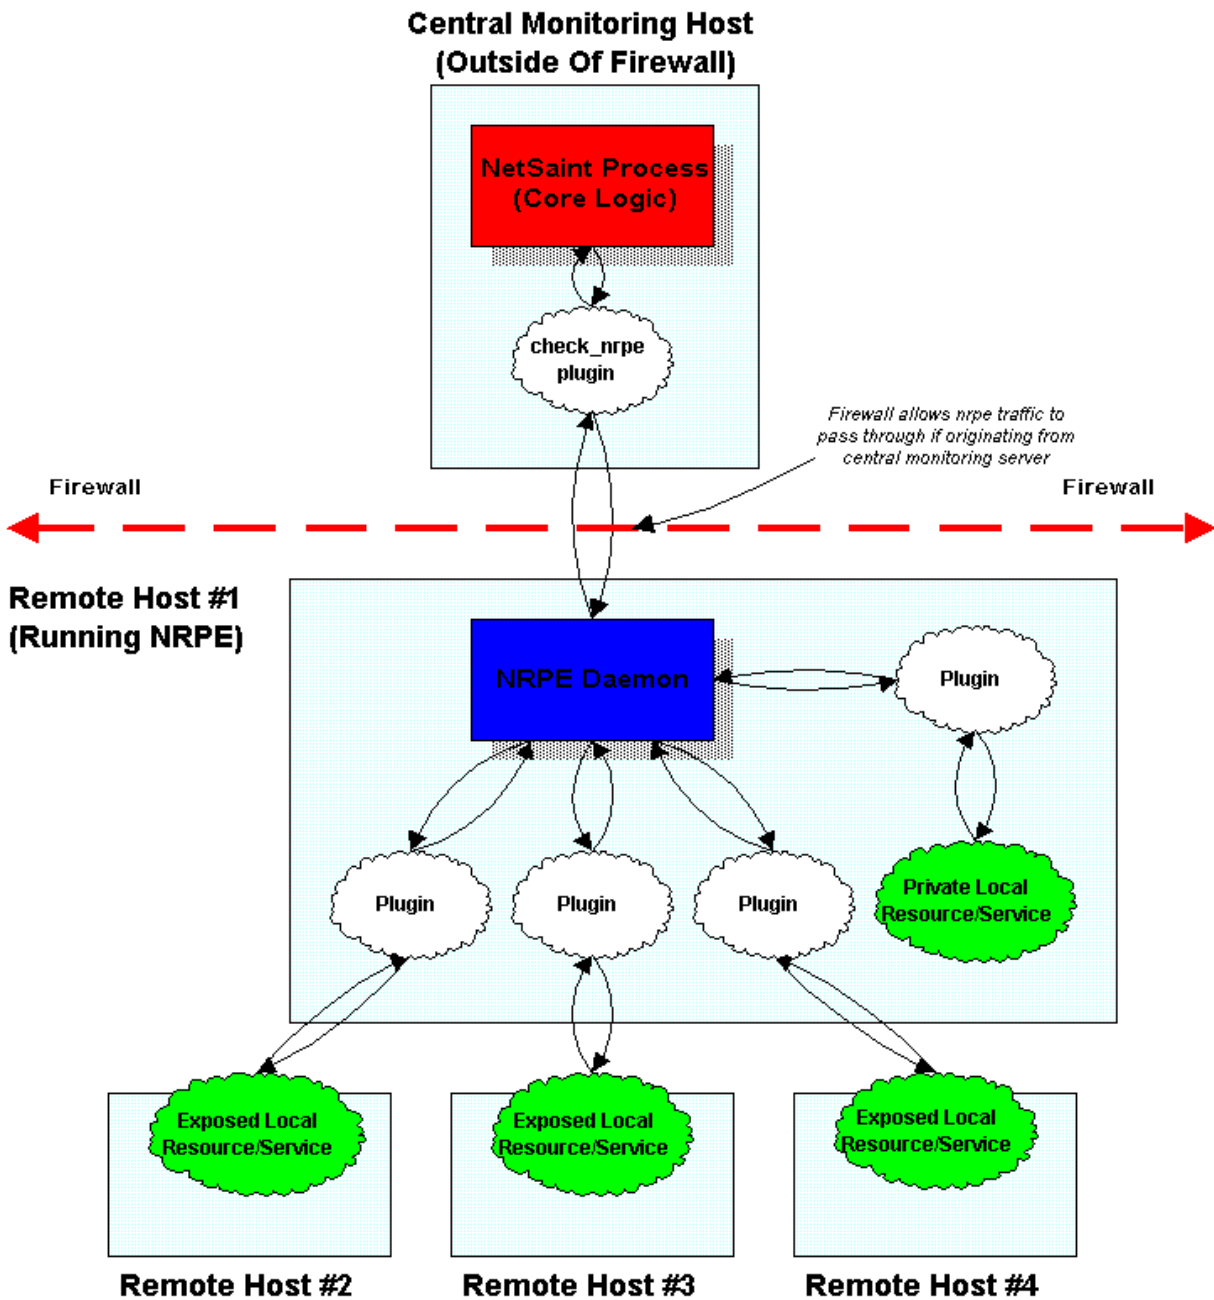 Central Monitoring Host
(Outside Of Firewall)
NetSaint Process
(Core Logic)
check_nrpe
plugin
Firewall allows nrpe traffic to
pass through if originating from
central monitoring server
Firewall
Firewall
Remote Host #1
(Running NRPE)
NRPE Daemon
Plugin
Plugin
Plugin
Plugin
Private Local
Resource/Service
Exposed Local
Resource/Service
Exposed Local
Resource/Service
Exposed Local
Resource/Service
Remote Host #2
Remote Host #3
Remote Host #4